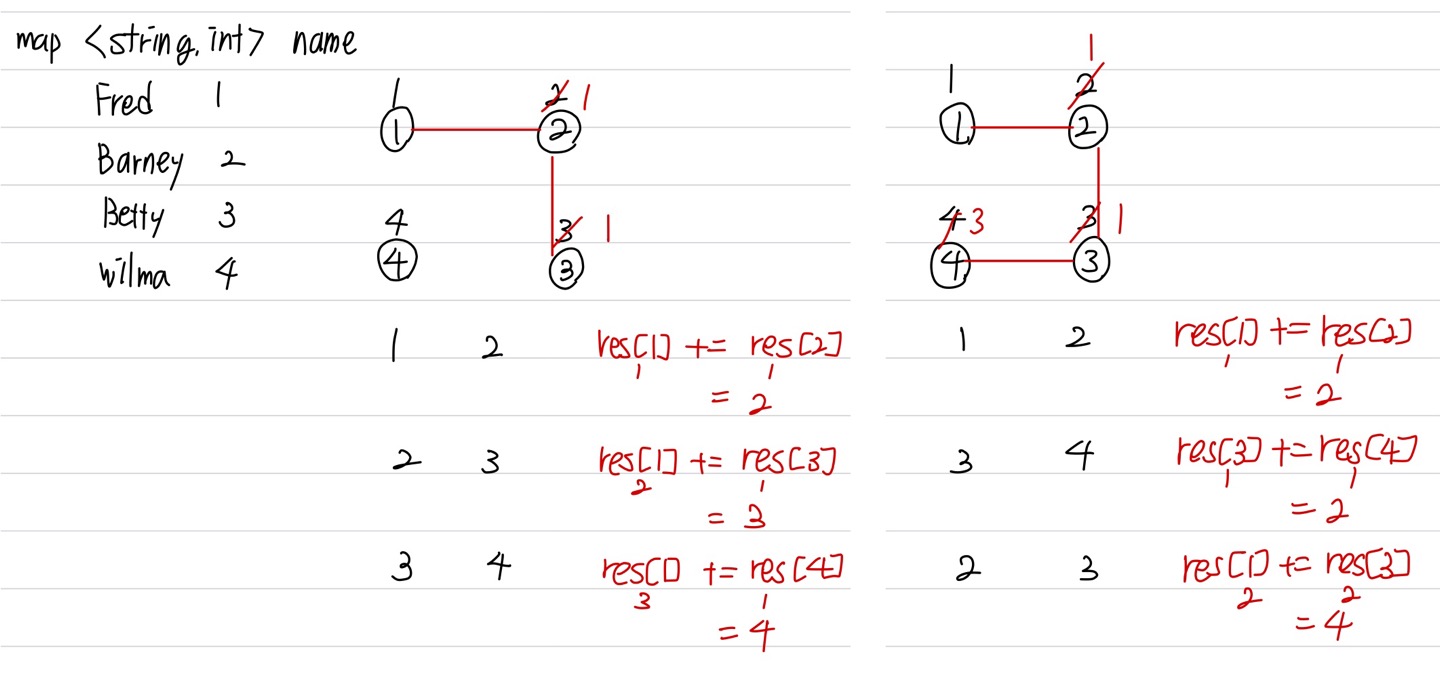 map <string, int> name
Fred 1
Barney 2
Betty 3
Wilma 4
1 2 1
1 2
4 3 1
4 3
1 2 res[1] += res[2]
1 1
= 2
2 3 res[1] += res[3]
2 1
= 3
3 4 res[1] += res[4]
3 1
= 4
1
1 2
1 2
4 3 3 1
4 3
1 2 res[1] += res[2]
1 1
= 2
3 4 res[3] += res[4]
1 1
= 2
2 3 res[1] += res[3]
2 2
= 4